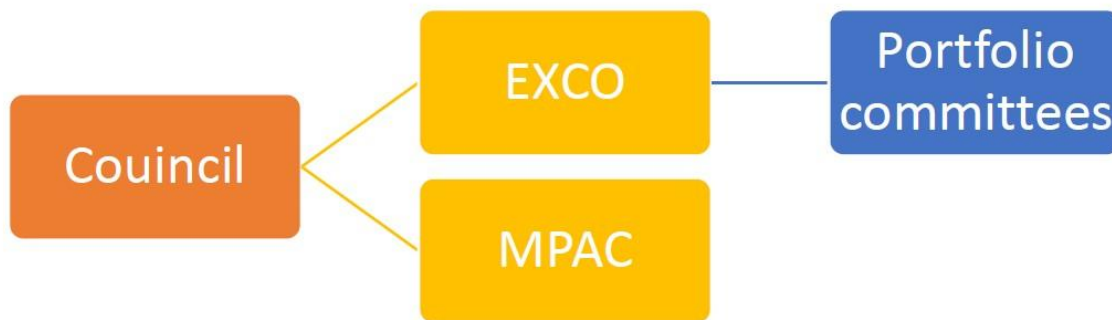 Couincil
EXCO
MPAC
Portfolio
committees